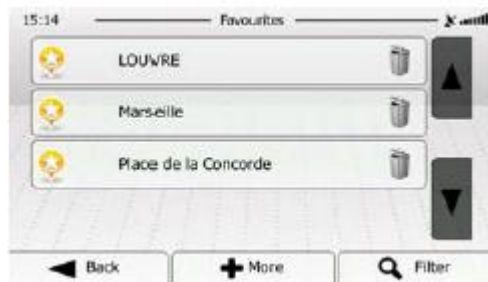 15:14 Favourites
LOUVRE
Marseille
Place de la Concorde
Back More Filter